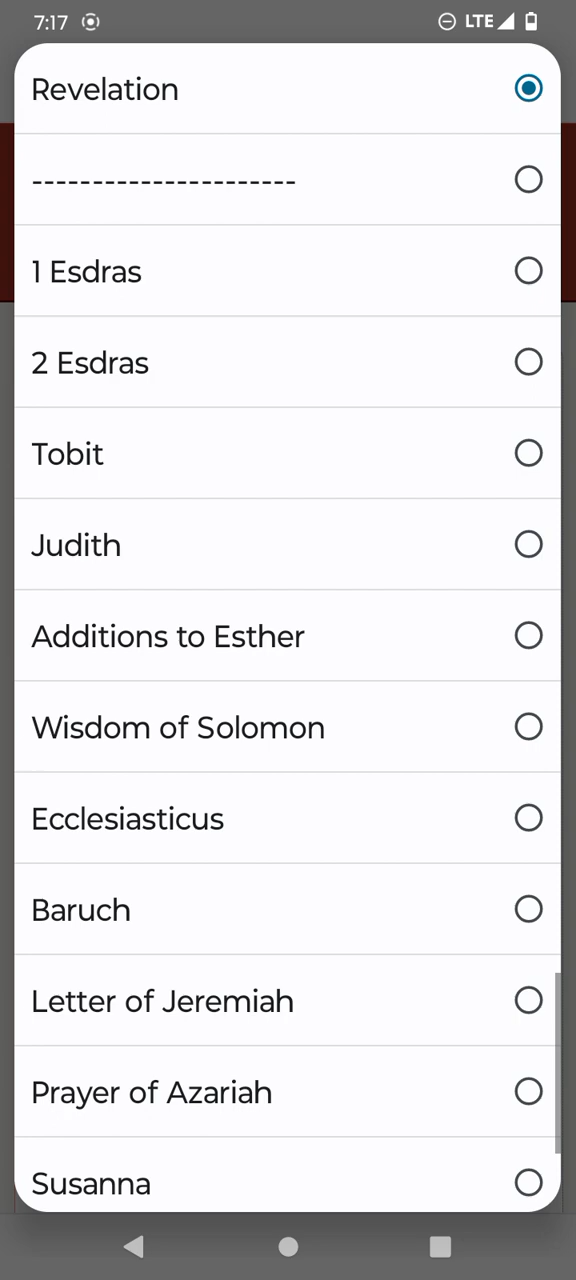 7:17 LTE
Revelation
----------------------
1 Esdras
2 Esdras
Tobit
Judith
Additions to Esther
Wisdom of Solomon
Ecclesiasticus
Baruch
Letter of Jeremiah
Prayer of Azariah
Susanna